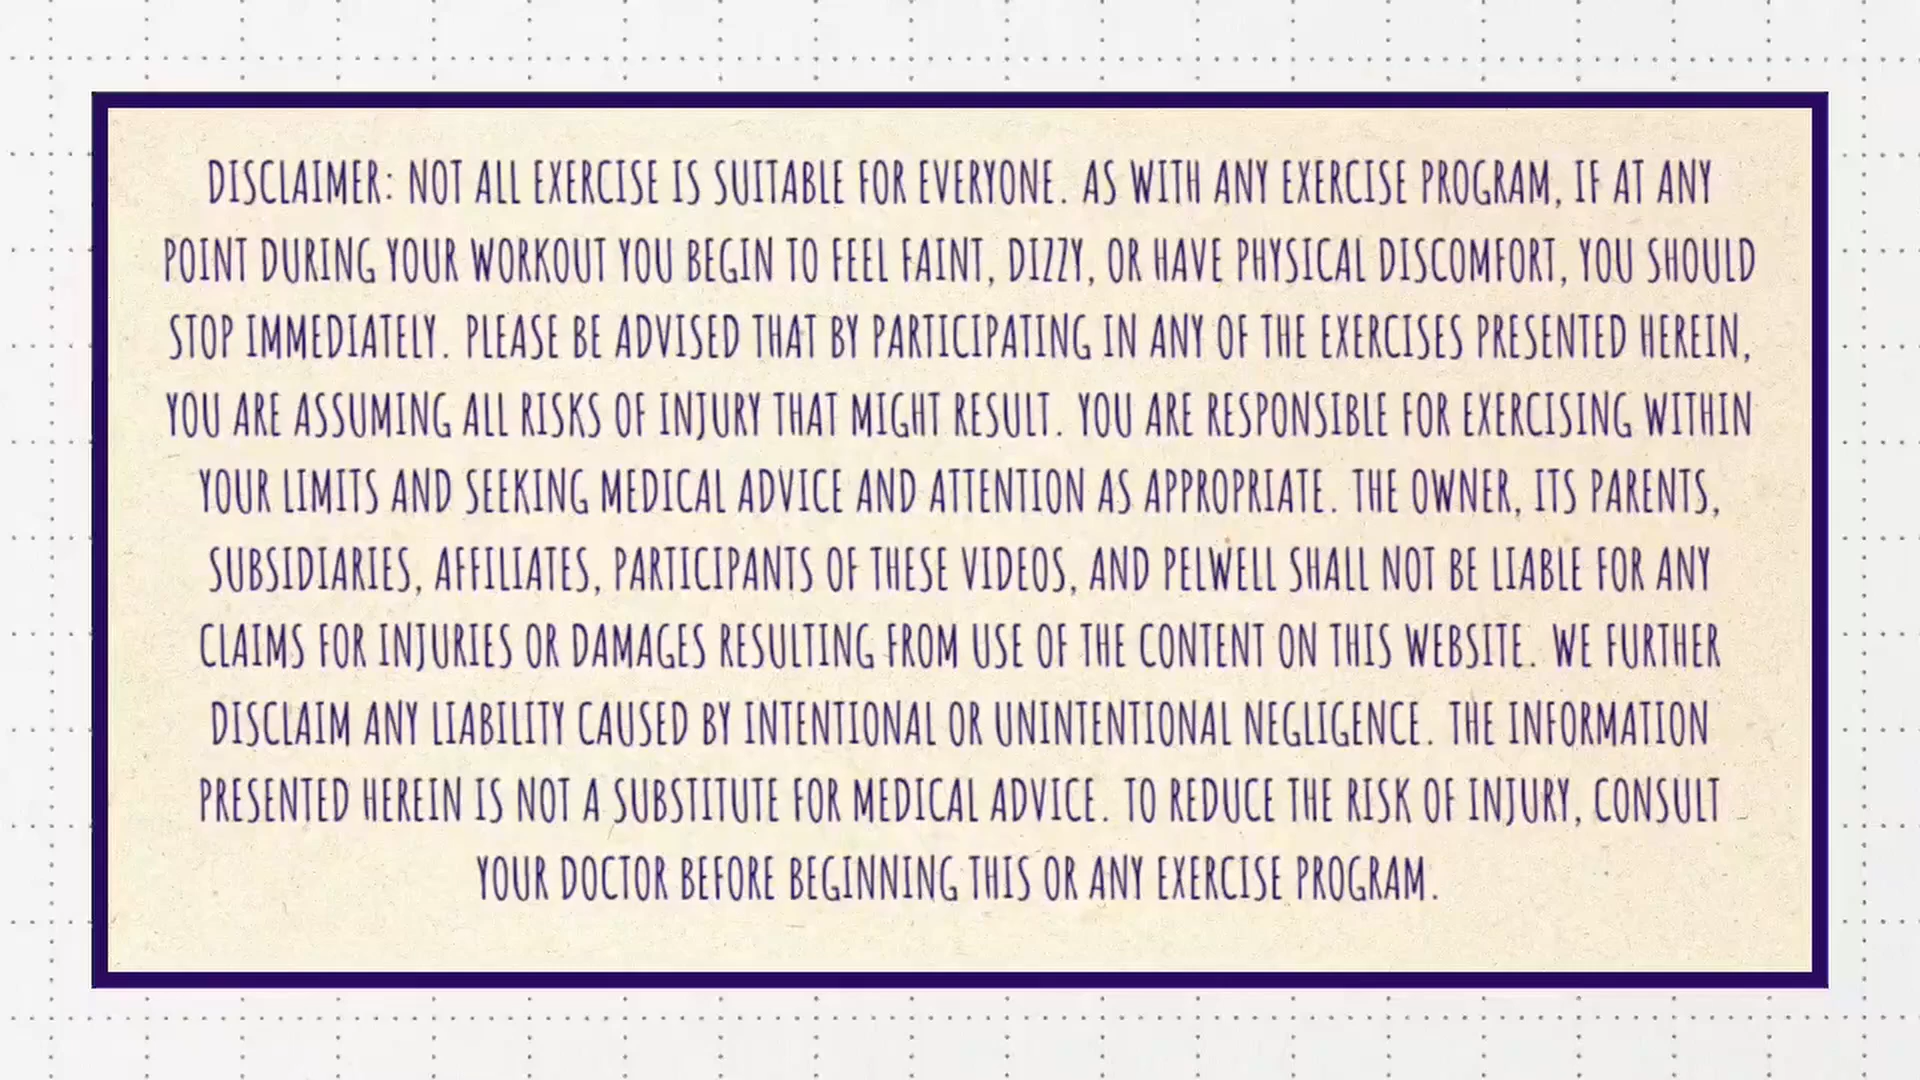 DISCLAIMER: NOT ALL EXERCISE IS SUITABLE FOR EVERYONE. AS WITH ANY EXERCISE PROGRAM, IF AT ANY
POINT DURING YOUR WORKOUT YOU BEGIN TO FEEL FAINT, DIZZY, OR HAVE PHYSICAL DISCOMFORT, YOU SHOULD
STOP IMMEDIATELY. PLEASE BE ADVISED THAT BY PARTICIPATING IN ANY OF THE EXERCISES PRESENTED HEREIN,
YOU ARE ASSUMING ALL RISKS OF INJURY THAT MIGHT RESULT. YOU ARE RESPONSIBLE FOR EXERCISING WITHIN
YOUR LIMITS AND SEEKING MEDICAL ADVICE AND ATTENTION AS APPROPRIATE. THE OWNER, ITS PARENTS,
SUBSIDIARIES, AFFILIATES, PARTICIPANTS OF THESE VIDEOS, AND PELWELL SHALL NOT BE LIABLE FOR ANY
CLAIMS FOR INJURIES OR DAMAGES RESULTING FROM USE OF THE CONTENT ON THIS WEBSITE. WE FURTHER
DISCLAIM ANY LIABILITY CAUSED BY INTENTIONAL OR UNINTENTIONAL NEGLIGENCE. THE INFORMATION
PRESENTED HEREIN IS NOT A SUBSTITUTE FOR MEDICAL ADVICE. TO REDUCE THE RISK OF INJURY, CONSULT
YOUR DOCTOR BEFORE BEGINNING THIS OR ANY EXERCISE PROGRAM.